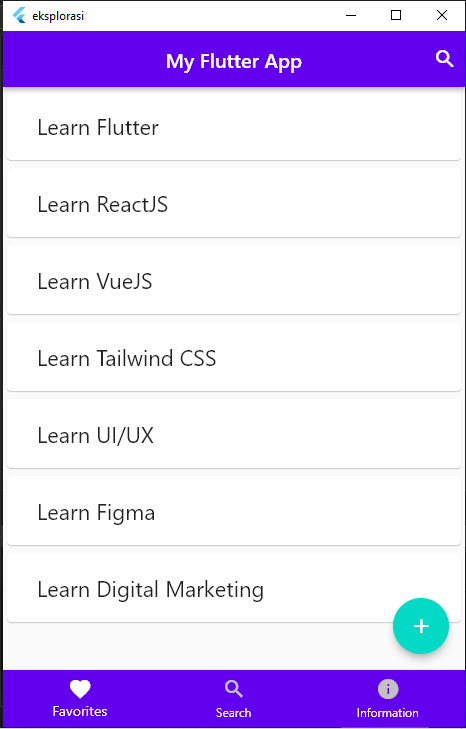 eksplorasi
My Flutter App
Learn Flutter
Learn ReactJS
Learn VueJS
Learn Tailwind CSS
Learn UI/UX
Learn Figma
Learn Digital Marketing
Favorites
Search
Information